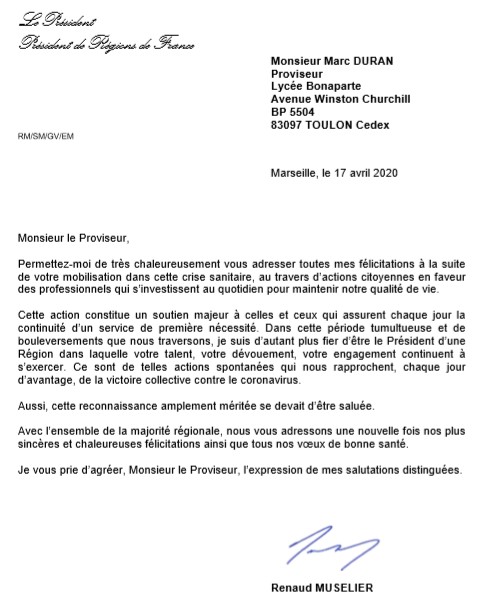 Le Président
Président de Régions de France
Monsieur Marc DURAN
Proviseur
Lycée Bonaparte
Avenue Winston Churchill
BP 5504
83097 TOULON Cedex
RM/SM/GV/EM
Marseille, le 17 avril 2020
Monsieur le Proviseur,
Permettez-moi de très chaleureusement vous adresser toutes mes félicitations à la suite
de votre mobilisation dans cette crise sanitaire, au travers d'actions citoyennes en faveur
des professionnels qui s'investissent au quotidien pour maintenir notre qualité de vie.
Cette action constitue un soutien majeur à celles et ceux qui assurent chaque jour la
continuité d'un service de première nécessité. Dans cette période tumultueuse et de
bouleversements que nous traversons, je suis d'autant plus fier d'être le Président d'une
Région dans laquelle votre talent, votre dévouement, votre engagement continuent à
s'exercer. Ce sont de telles actions spontanées qui nous rapprochent, chaque jour
d'avantage, de la victoire collective contre le coronavirus.
Aussi, cette reconnaissance amplement méritée se devait d'être saluée.
Avec l'ensemble de la majorité régionale, nous vous adressons une nouvelle fois nos plus
sincères et chaleureuses félicitations ainsi que tous nos vœux de bonne santé.
Je vous prie d'agréer, Monsieur le Proviseur, l'expression de mes salutations distinguées.
Renaud MUSELIER